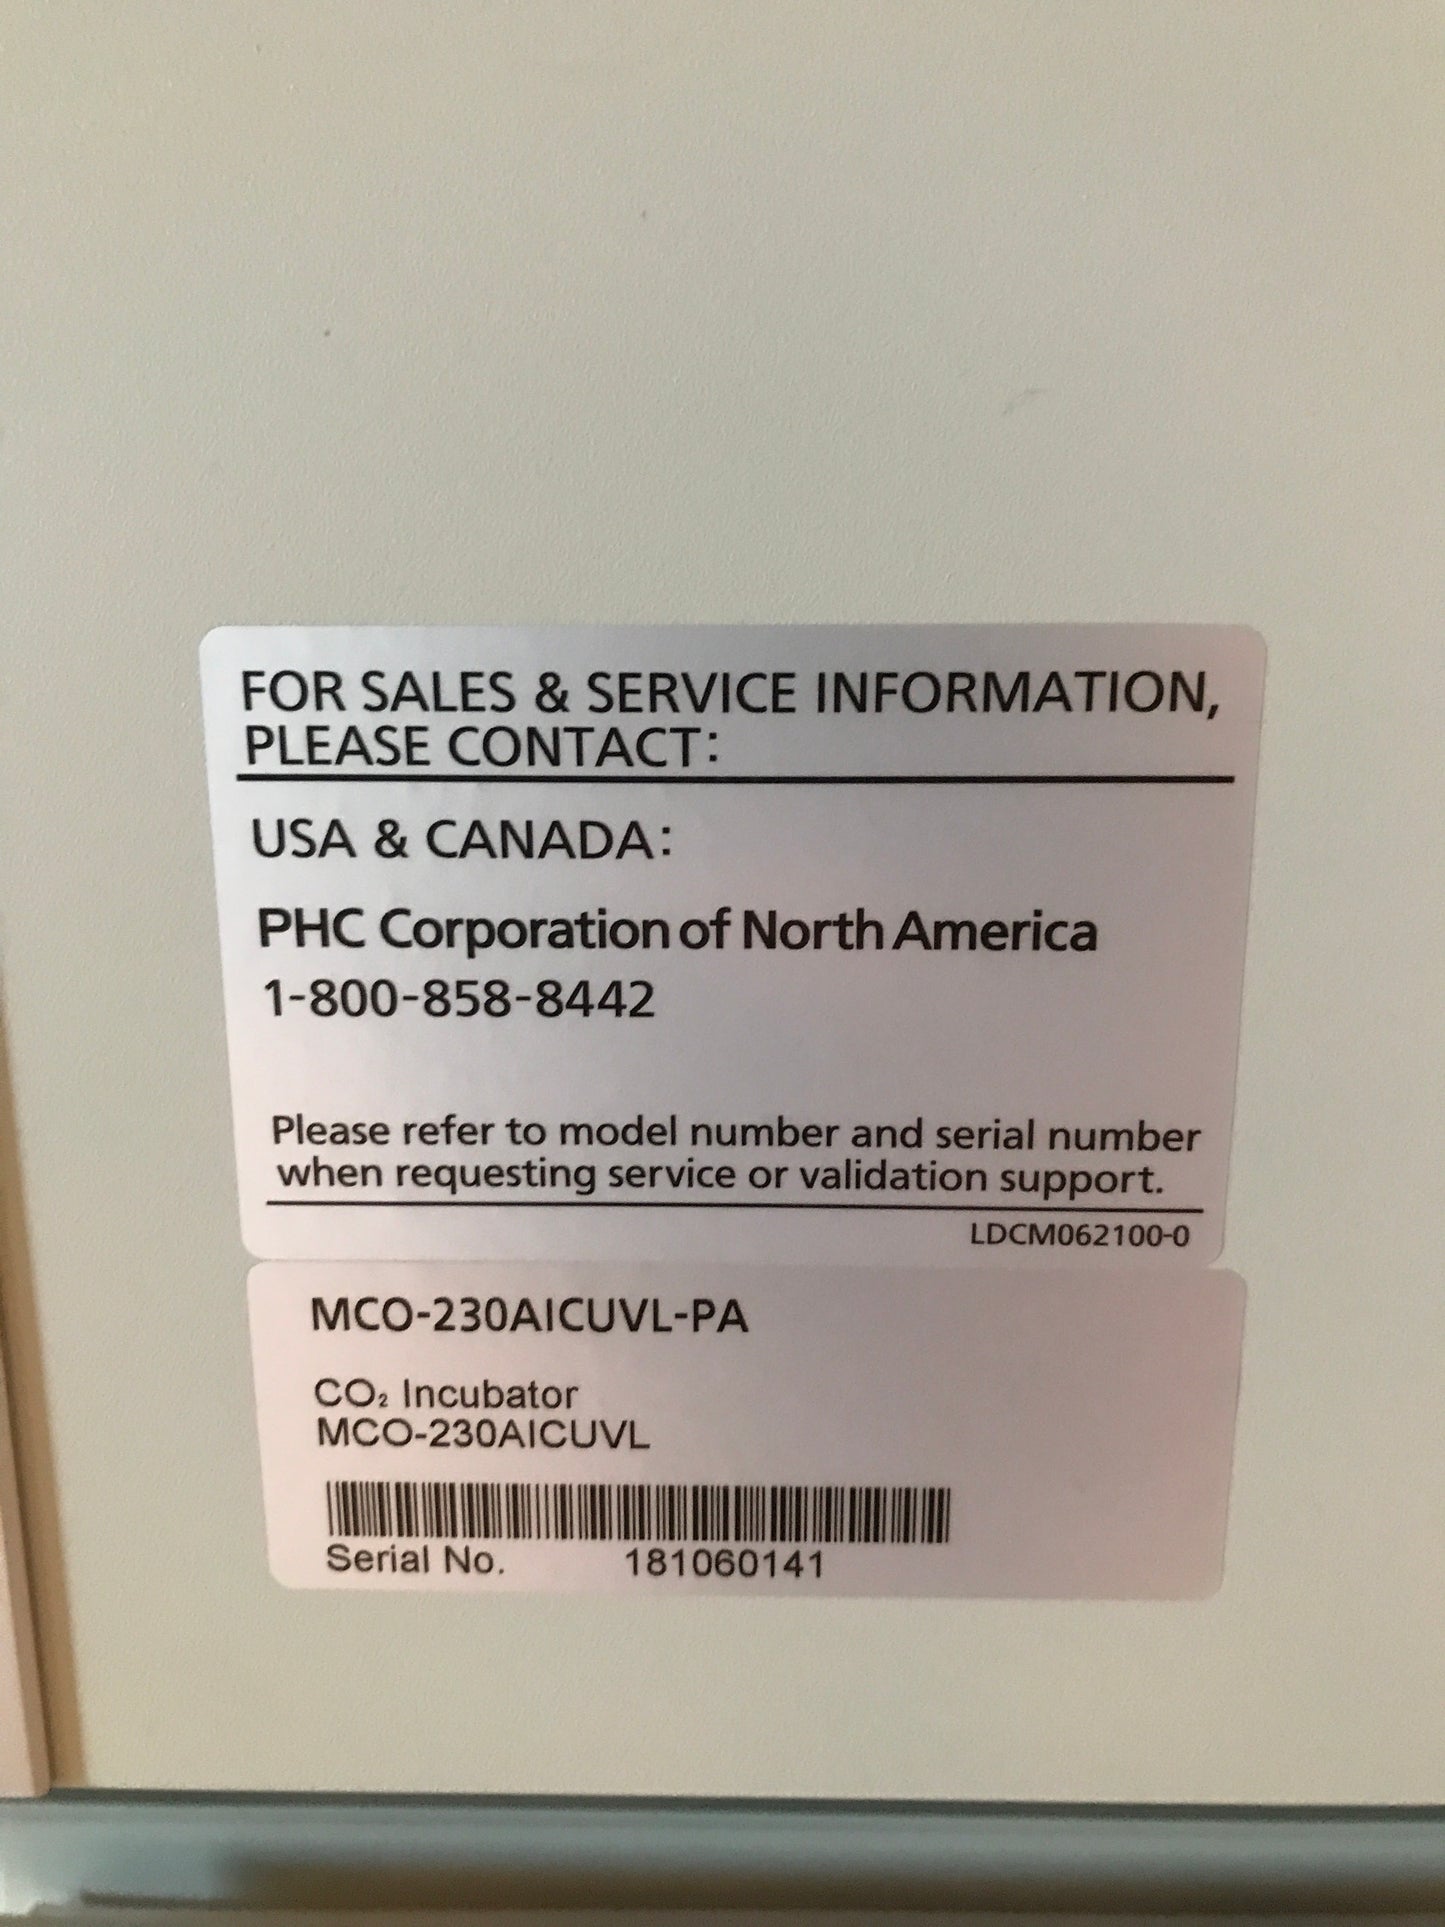 FOR SALES & SERVICE INFORMATION,
PLEASE CONTACT:
USA & CANADA:
PHC Corporation of North America
1-800-858-8442
Please refer to model number and serial number
when requesting service or validation support.
LDCM062100-0
MCO-230AICUVL-PA
CO₂ Incubator
MCO-230AICUVL
Serial No. 181060141